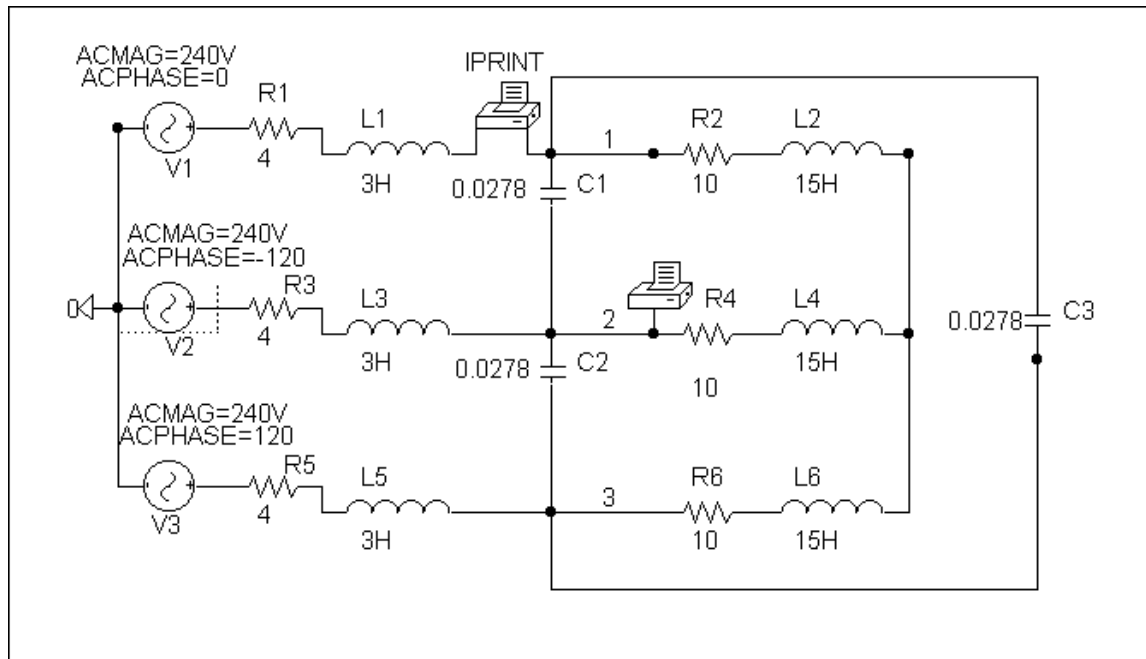 ACMAG=240V
ACPHASE=0
R1
4
V1
L1
3H
IPRINT
1
R2
10
L2
15H
0.0278
C1
ACMAG=240V
ACPHASE=-120
0
R3
4
V2
L3
3H
2
R4
10
L4
15H
0.0278
C2
0.0278
C3
ACMAG=240V
ACPHASE=120
R5
4
V3
L5
3H
3
R6
10
L6
15H